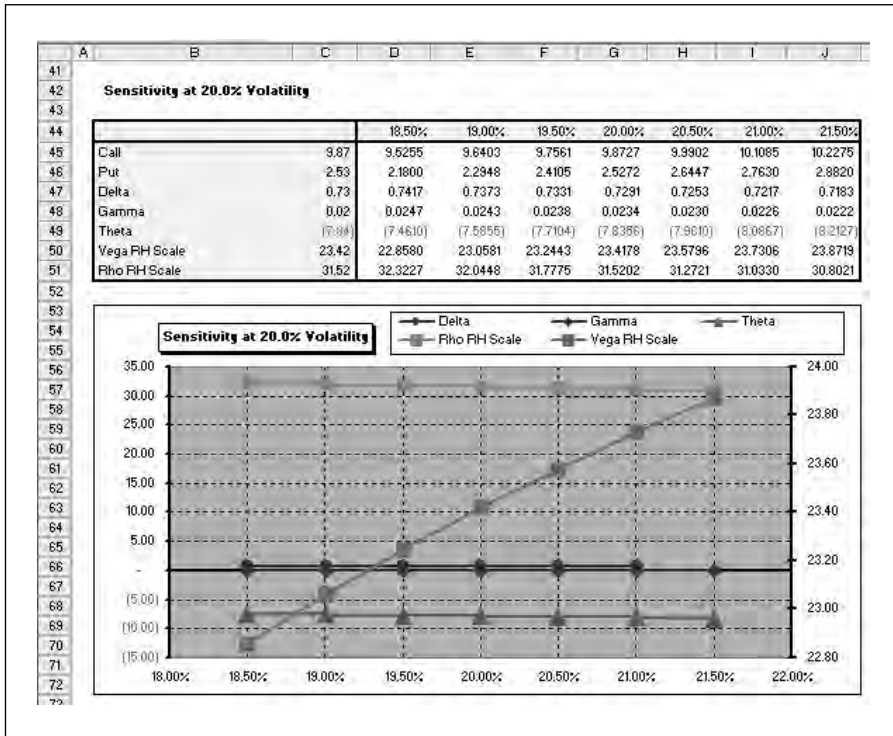 A B C D E F G H I J
41
42 Sensitivity at 20.0% Volatility
43
44 18.50% 19.00% 19.50% 20.00% 20.50% 21.00% 21.50%
45 Call 9.87 9.5255 9.6403 9.7561 9.8727 9.9902 10.1085 10.2275
46 Put 2.53 2.1800 2.2948 2.4105 2.5272 2.6447 2.7630 2.8820
47 Delta 0.73 0.7417 0.7373 0.7331 0.7291 0.7253 0.7217 0.7183
48 Gamma 0.02 0.0247 0.0243 0.0238 0.0234 0.0230 0.0226 0.0222
49 Theta (7.84) (7.4610) (7.5855) (7.7104) (7.8356) (7.9610) (8.0867) (8.2127)
50 Vega RH Scale 23.42 22.8580 23.0581 23.2443 23.4178 23.5796 23.7306 23.8719
51 Rho RH Scale 31.52 32.3227 32.0448 31.7775 31.5202 31.2721 31.0330 30.8021
52
53 Delta Gamma Theta
54 Sensitivity at 20.0% Volatility
55 Rho RH Scale Vega RH Scale
56 35.00 24.00
57 30.00
58 23.80
59 25.00
60 20.00
61 23.60
62 15.00
63 10.00 23.40
64
65 5.00
66 - 23.20
67 (5.00)
68 23.00
69 (10.00)
70
71 (15.00) 22.80
72 18.00% 18.50% 19.00% 19.50% 20.00% 20.50% 21.00% 21.50% 22.00%